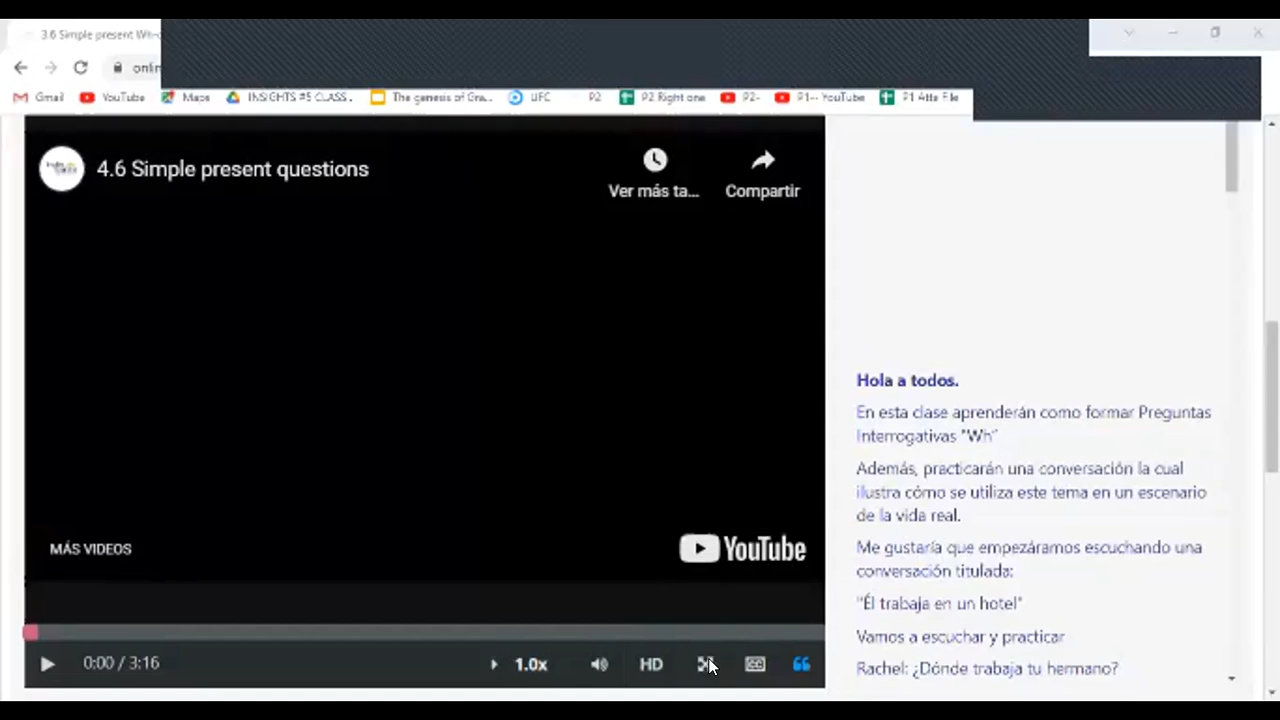 3.6 Simple present Wh-
onlin
Gmail YouTube Maps INSIGHTS #5 CLASS... The genesis of Gra... UFC P2 P2 Right one P2- P1-- YouTube P1 Atte File
4.6 Simple present questions
Ver más ta... Compartir
MÁS VIDEOS
YouTube
0:00 / 3:16 1.0x HD CC
Hola a todos.
En esta clase aprenderán como formar Preguntas
Interrogativas "Wh"
Además, practicarán una conversación la cual
ilustra cómo se utiliza este tema en un escenario
de la vida real.
Me gustaría que empezáramos escuchando una
conversación titulada:
"Él trabaja en un hotel"
Vamos a escuchar y practicar
Rachel: ¿Dónde trabaja tu hermano?